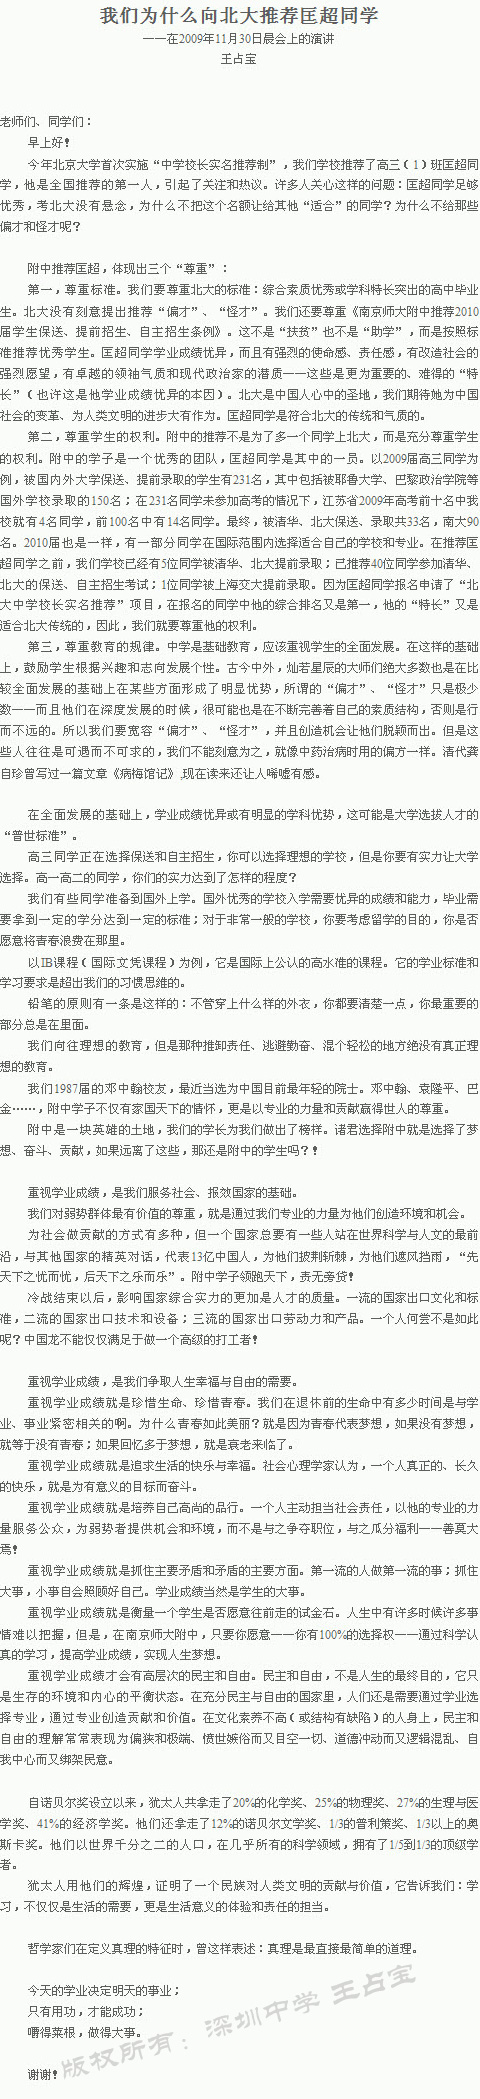 我们为什么向北大推荐匡超同学
——在2009年11月30日晨会上的演讲
王占宝
老师们、同学们：
早上好！
今年北京大学首次实施“中学校长实名推荐制”，我们学校推荐了高三（1）班匡超同
学，他是全国推荐的第一人，引起了关注和热议。许多人关心这样的问题：匡超同学足够
优秀，考北大没有悬念，为什么不把这个名额让给其他“适合”的同学？为什么不给那些
偏才和怪才呢？
附中推荐匡超，体现出三个“尊重”：
第一，尊重标准。我们要尊重北大的标准：综合素质优秀或学科特长突出的高中毕业
生。北大没有刻意提出推荐“偏才”、“怪才”。我们还要尊重《南京师大附中推荐2010
届学生保送、提前招生、自主招生条例》。这不是“扶贫”也不是“助学”，而是按照标
准推荐优秀学生。匡超同学学业成绩优异，而且有强烈的使命感、责任感，有改造社会的
强烈愿望，有卓越的领袖气质和现代政治家的潜质——这些是更为重要的、难得的“特
长”（也许这是他学业成绩优异的本因）。北大是中国人心中的圣地，我们期待她为中国
社会的变革、为人类文明的进步大有作为。匡超同学是符合北大的传统和气质的。
第二，尊重学生的权利。附中的推荐不是为了多一个同学上北大，而是充分尊重学生
的权利。附中的学子是一个优秀的团队，匡超同学是其中的一员。以2009届高三同学为
例，被国内外大学保送、提前录取的学生有231名，其中包括被耶鲁大学、巴黎政治学院等
国外学校录取的150名；在231名同学未参加高考的情况下，江苏省2009年高考前十名中我
校就有4名同学，前100名中有14名同学。最终，被清华、北大保送、录取共33名，南大90
名。2010届也是一样，有一部分同学在国际范围内选择适合自己的学校和专业。在推荐匡
超同学之前，我们学校已经有5位同学被清华、北大提前录取；已推荐40位同学参加清华、
北大的保送、自主招生考试；1位同学被上海交大提前录取。因为匡超同学报名申请了“北
大中学校长实名推荐”项目，在报名的同学中他的综合排名又是第一，他的“特长”又是
适合北大传统的，因此，我们就要尊重他的权利。
第三，尊重教育的规律。中学是基础教育，应该重视学生的全面发展。在这样的基础
上，鼓励学生根据兴趣和志向发展个性。古今中外，灿若星辰的大师们绝大多数也是在比
较全面发展的基础上在某些方面形成了明显优势，所谓的“偏才”、“怪才”只是极少
数——而且他们在深度发展的时候，很可能也是在不断完善着自己的素质结构，否则是行
而不远的。所以我们要宽容“偏才”、“怪才”，并且创造机会让他们脱颖而出。但是这
些人往往是可遇而不可求的，我们不能刻意为之，就像中药治病时用的偏方一样。清代龚
自珍曾写过一篇文章《病梅馆记》,现在读来还让人唏嘘有感。
在全面发展的基础上，学业成绩优异或有明显的学科优势，这可能是大学选拔人才的
“普世标准”。
高三同学正在选择保送和自主招生，你可以选择理想的学校，但是你要有实力让大学
选择。高一高二的同学，你们的实力达到了怎样的程度？
我们有些同学准备到国外上学。国外优秀的学校入学需要优异的成绩和能力，毕业需
要拿到一定的学分达到一定的标准；对于非常一般的学校，你要考虑留学的目的，你是否
愿意将青春浪费在那里。
以IB课程（国际文凭课程）为例，它是国际上公认的高水准的课程。它的学业标准和
学习要求是超出我们的习惯思维的。
铅笔的原则有一条是这样的：不管穿上什么样的外衣，你都要清楚一点，你最重要的
部分总是在里面。
我们向往理想的教育，但是那种推卸责任、逃避勤奋、混个轻松的地方绝没有真正理
想的教育。
我们1987届的邓中翰校友，最近当选为中国目前最年轻的院士。邓中翰、袁隆平、巴
金……，附中学子不仅有家国天下的情怀，更是以专业的力量和贡献赢得世人的尊重。
附中是一块英雄的土地，我们的学长为我们做出了榜样。诸君选择附中就是选择了梦
想、奋斗、贡献，如果远离了这些，那还是附中的学生吗？！
重视学业成绩，是我们服务社会、报效国家的基础。
我们对弱势群体最有价值的尊重，就是通过我们专业的力量为他们创造环境和机会。
为社会做贡献的方式有多种，但一个国家总要有一些人站在世界科学与人文的最前
沿，与其他国家的精英对话，代表13亿中国人，为他们披荆斩棘，为他们遮风挡雨，“先
天下之忧而忧，后天下之乐而乐”。附中学子领跑天下，责无旁贷！
冷战结束以后，影响国家综合实力的更加是人才的质量。一流的国家出口文化和标
准，二流的国家出口技术和设备；三流的国家出口劳动力和产品。一个人何尝不是如此
呢？中国龙不能仅仅满足于做一个高级的打工者！
重视学业成绩，是我们争取人生幸福与自由的需要。
重视学业成绩就是珍惜生命、珍惜青春。我们在退休前的生命中有多少时间是与学
业、事业紧密相关的啊。为什么青春如此美丽？就是因为青春代表梦想，如果没有梦想，
就等于没有青春；如果回忆多于梦想，就是衰老来临了。
重视学业成绩就是追求生活的快乐与幸福。社会心理学家认为，一个人真正的、长久
的快乐，就是为有意义的目标而奋斗。
重视学业成绩就是培养自己高尚的品行。一个人主动担当社会责任，以他的专业的力
量服务公众，为弱势者提供机会和环境，而不是与之争夺职位，与之瓜分福利——善莫大
焉！
重视学业成绩就是抓住主要矛盾和矛盾的主要方面。第一流的人做第一流的事；抓住
大事，小事自会照顾好自己。学业成绩当然是学生的大事。
重视学业成绩就是衡量一个学生是否愿意往前走的试金石。人生中有许多时候许多事
情难以把握，但是，在南京师大附中，只要你愿意——你有100%的选择权——通过科学认
真的学习，提高学业成绩，实现人生梦想。
重视学业成绩才会有高层次的民主和自由。民主和自由，不是人生的最终目的，它只
是生存的环境和内心的平衡状态。在充分民主与自由的国家里，人们还是需要通过学业选
择专业，通过专业创造贡献和价值。在文化素养不高（或结构有缺陷）的人身上，民主和
自由的理解常常表现为偏狭和极端、愤世嫉俗而又目空一切、道德冲动而又逻辑混乱、自
我中心而又绑架民意。
自诺贝尔奖设立以来，犹太人共拿走了20%的化学奖、25%的物理奖、27%的生理与医
学奖、41%的经济学奖。他们还拿走了12%的诺贝尔文学奖、1/3的普利策奖、1/3以上的奥
斯卡奖。他们以世界千分之二的人口，在几乎所有的科学领域，拥有了1/5到1/3的顶级学
者。
犹太人用他们的辉煌，证明了一个民族对人类文明的贡献与价值，它告诉我们：学
习，不仅仅是生活的需要，更是生活意义的体验和责任的担当。
哲学家们在定义真理的特征时，曾这样表述：真理是最直接最简单的道理。
今天的学业决定明天的事业；
只有用功，才能成功；
嚼得菜根，做得大事。
谢谢！
版权所有：深圳中学 王占宝